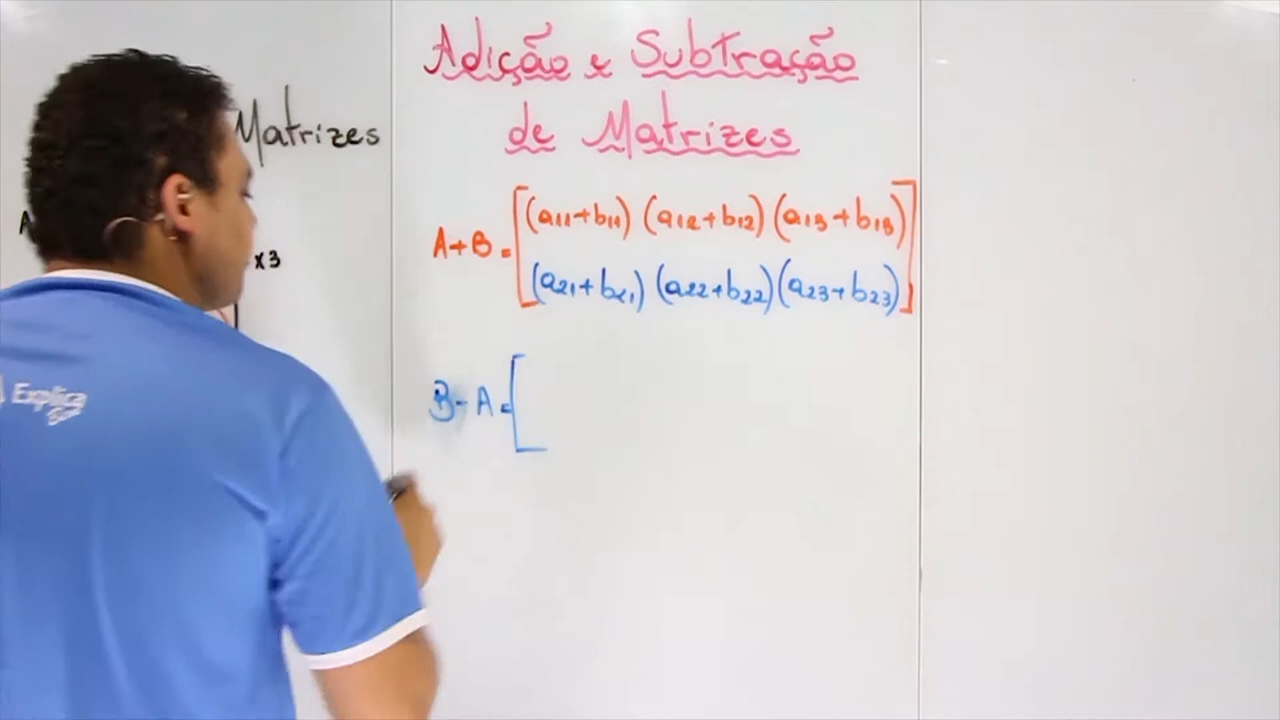 Adição e Subtração
de Matrizes
Matrizes
x3
A+B=[(a11+b11) (a12+b12) (a13+b13)
(a21+b21) (a22+b22) (a23+b23)]
B-A=[
Explica